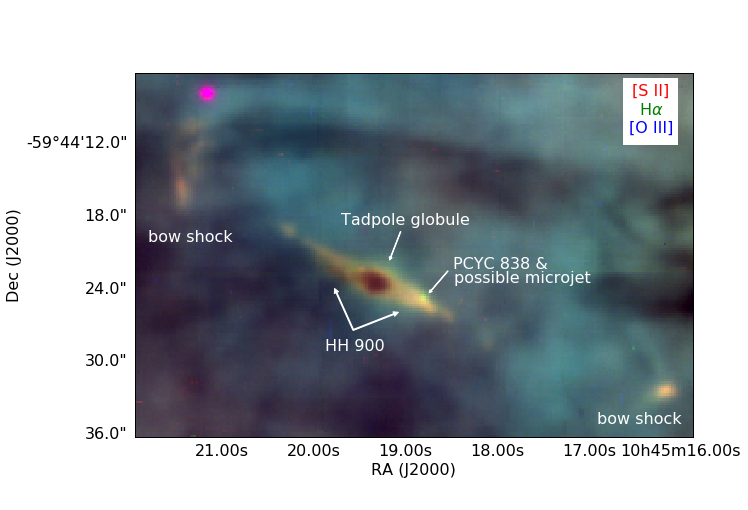 [S II]
Hα
[O III]
-59°44'12.0"
18.0"
24.0"
30.0"
36.0"
Dec (J2000)
bow shock
Tadpole globule
PCYC 838 &
possible microjet
HH 900
bow shock
21.00s 20.00s 19.00s 18.00s 17.00s 10h45m16.00s
RA (J2000)